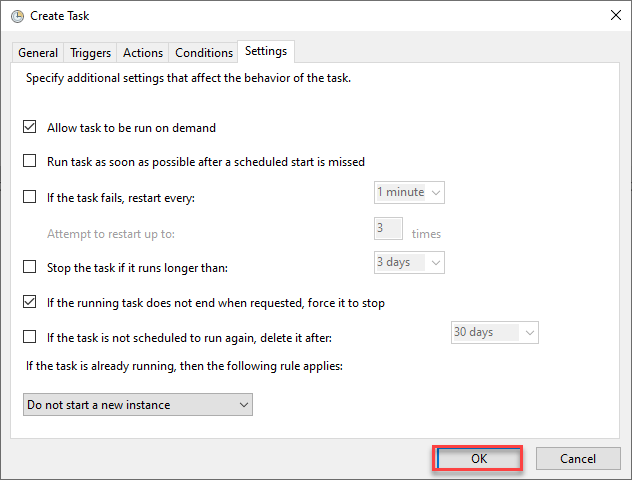 Create Task
General Triggers Actions Conditions Settings
Specify additional settings that affect the behavior of the task.
Allow task to be run on demand
Run task as soon as possible after a scheduled start is missed
If the task fails, restart every: 1 minute
Attempt to restart up to: 3 times
Stop the task if it runs longer than: 3 days
If the running task does not end when requested, force it to stop
If the task is not scheduled to run again, delete it after: 30 days
If the task is already running, then the following rule applies:
Do not start a new instance
OK Cancel